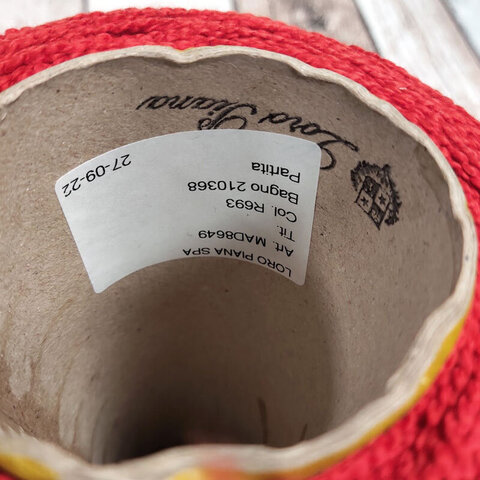 Loro Piana
LORO PIANA SPA
Art. MAD8649
Tit.
Col. R693
Bagno 210368
Partita
27-09-22